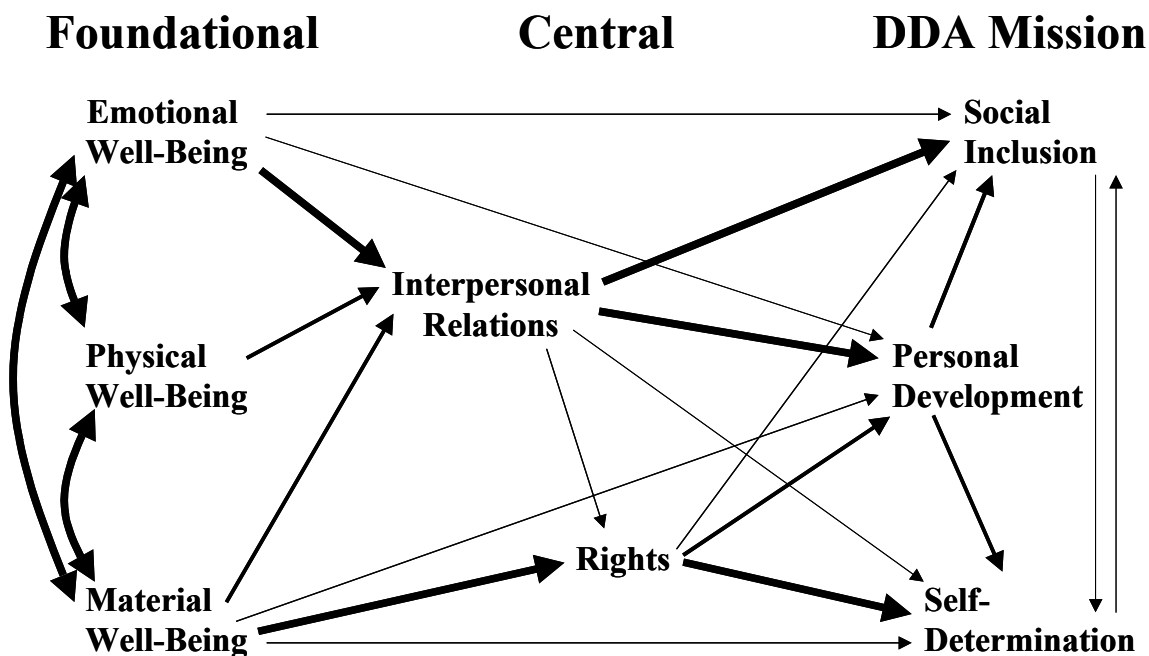 Foundational
Central
DDA Mission
Emotional
Well-Being
Social
Inclusion
Interpersonal
Relations
Physical
Well-Being
Personal
Development
Rights
Material
Well-Being
Self-
Determination